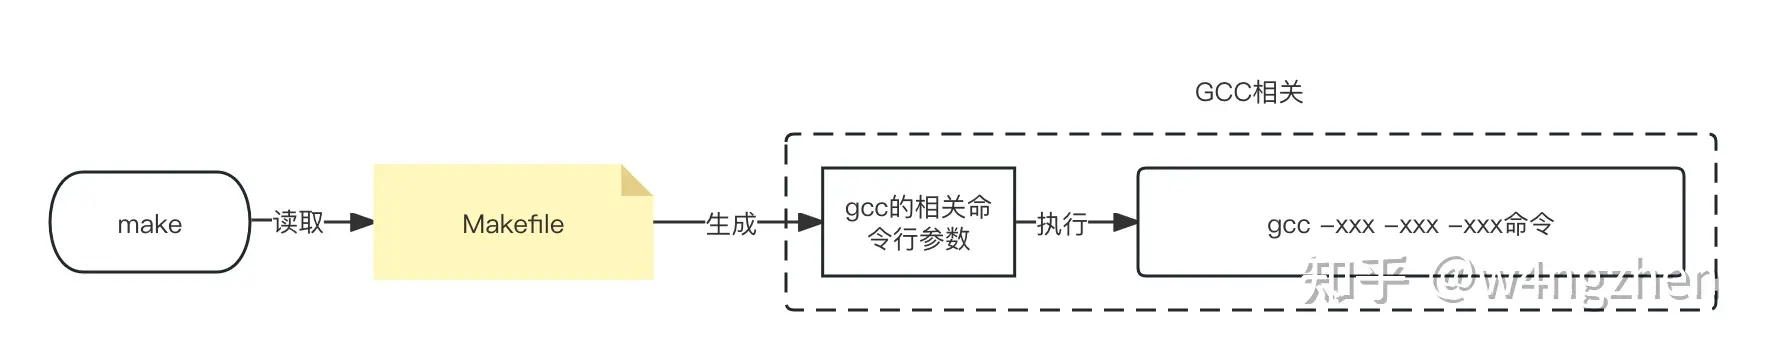 GCC相关
make
读取
Makefile
生成
gcc的相关命
令行参数
执行
gcc -xxx -xxx -xxx命令
知乎 @w4ngzhen